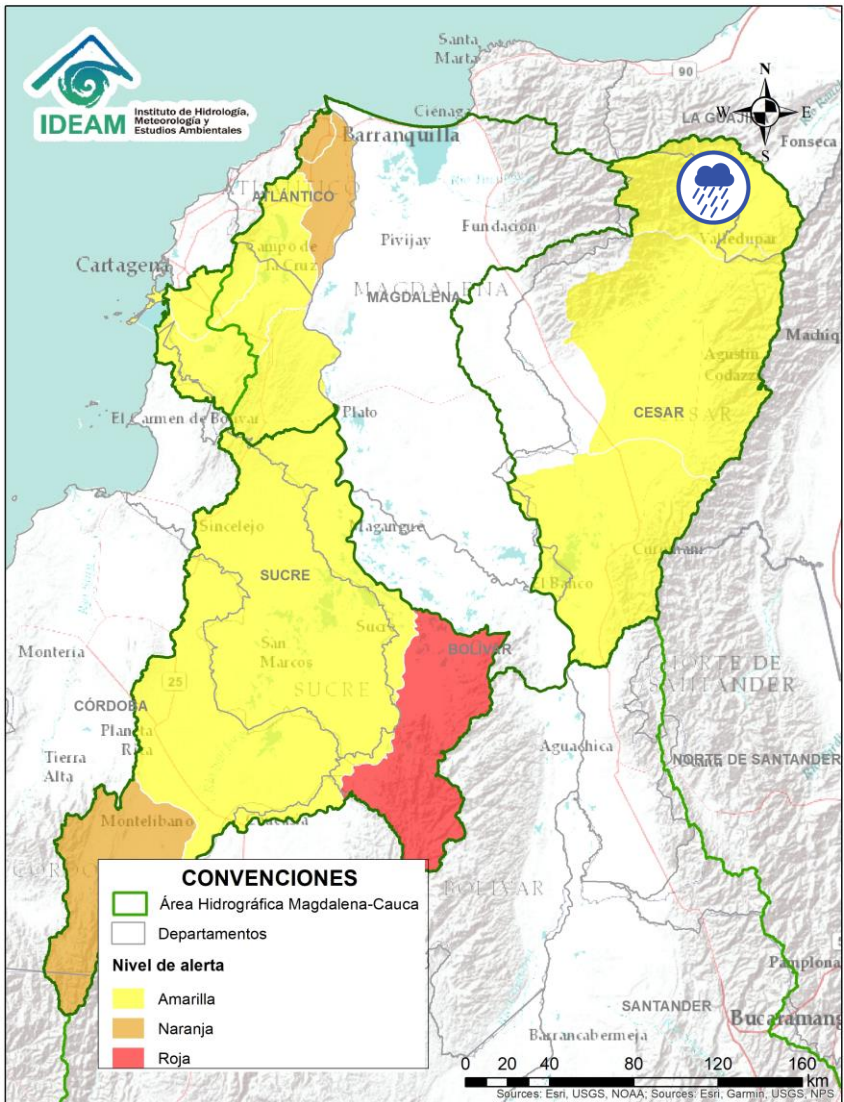 IDEAM
Instituto de Hidrología,
Meteorología y
Estudios Ambientales
Santa
Marta
90
N
W
E
S
Ciénaga
LA GUAJIRA
Fonseca
Barranquilla
ATLÁNTICO
Fundación
Pivijay
Valledupar
Campo de
la Cruz
Cartagena
MAGDALENA
MAGDALENA
Agustín
Codazzi
CESAR
El Carmen de Bolívar
Plato
Sincelejo
Magangué
SUCRE
El Banco
Sucre
San
Marcos
BOLÍVAR
Montería
SUCRE
25
NORTE DE
SANTANDER
CÓRDOBA
Planeta
Rica
Tierra
Alta
Aguachica
NORTE DE SANTANDER
Montelibano
BOLÍVAR
CONVENCIONES
Área Hidrográfica Magdalena-Cauca
Departamentos
Nivel de alerta
Amarilla
Naranja
Roja
Pamplona
SANTANDER
Bucaramang
Barrancabermeja
0 20 40 80 120 160
km
Sources: Esri, USGS, NOAA; Sources: Esri, Garmin, USGS, NPS